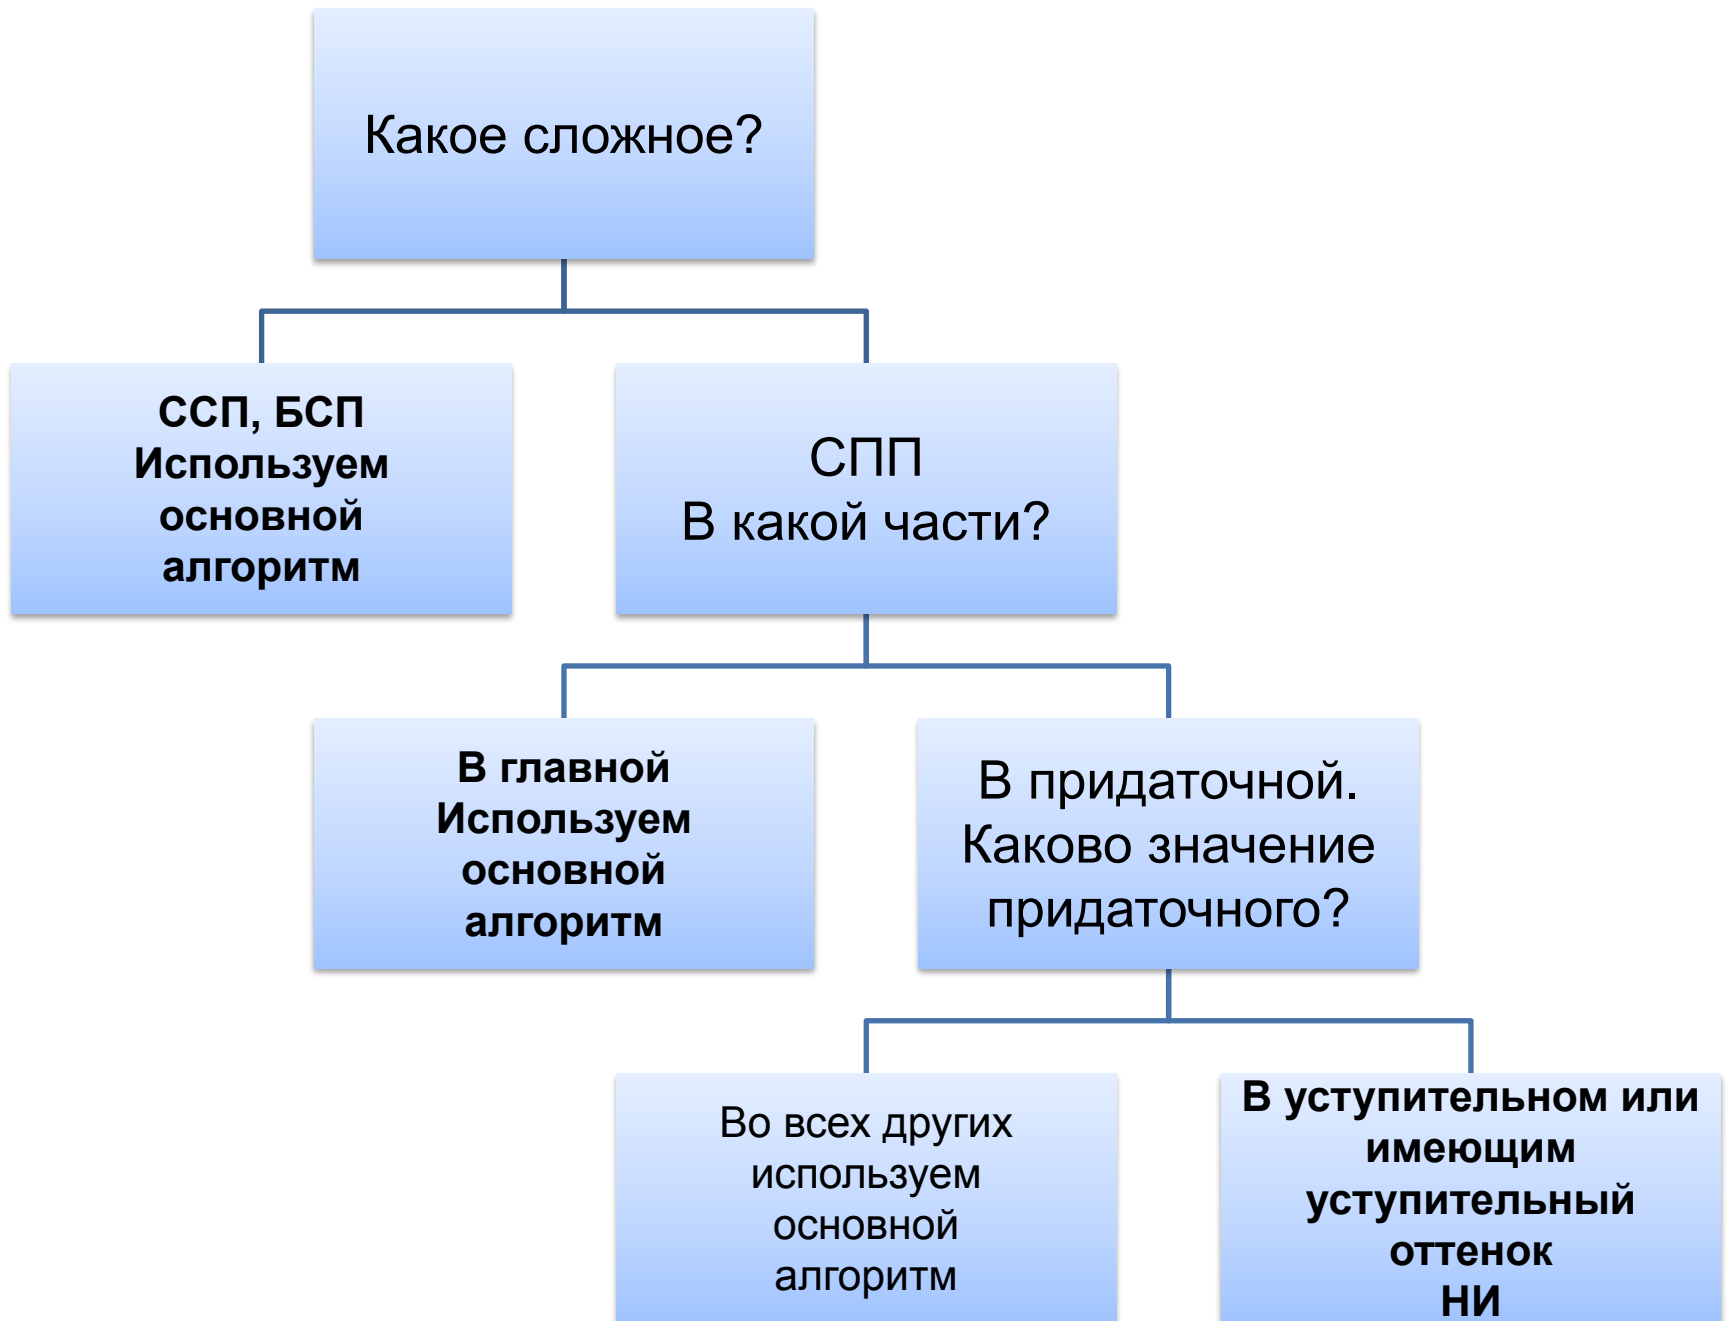 Какое сложное?
ССП, БСП
Используем
основной
алгоритм
СПП
В какой части?
В главной
Используем
основной
алгоритм
В придаточной.
Каково значение
придаточного?
Во всех других
используем
основной
алгоритм
В уступительном или
имеющим
уступительный
оттенок
НИ